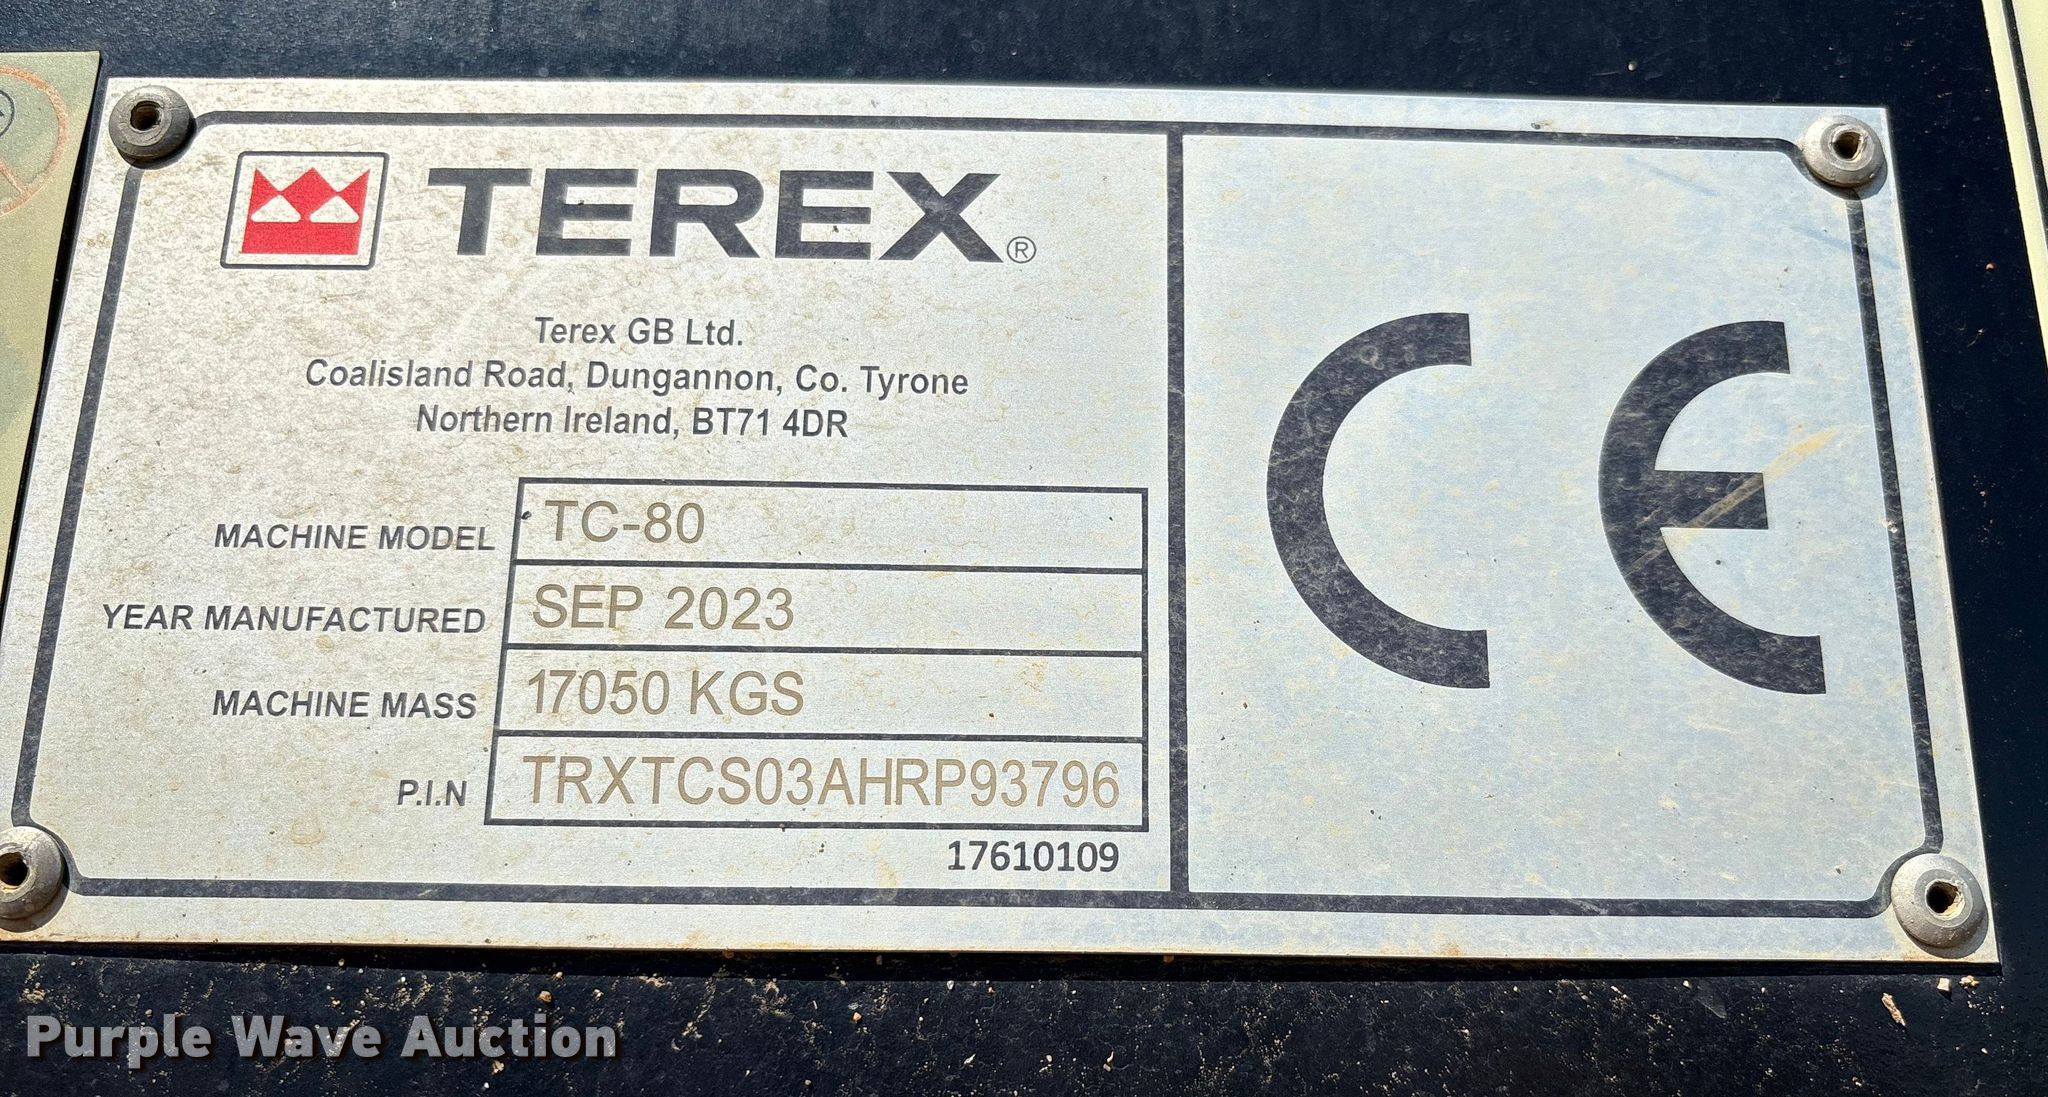 TEREX®
Terex GB Ltd.
Coalisland Road, Dungannon, Co. Tyrone
Northern Ireland, BT71 4DR
MACHINE MODEL TC-80
YEAR MANUFACTURED SEP 2023
MACHINE MASS 17050 KGS
P.I.N TRXTCS03AHRP93796
17610109
CE
Purple Wave Auction